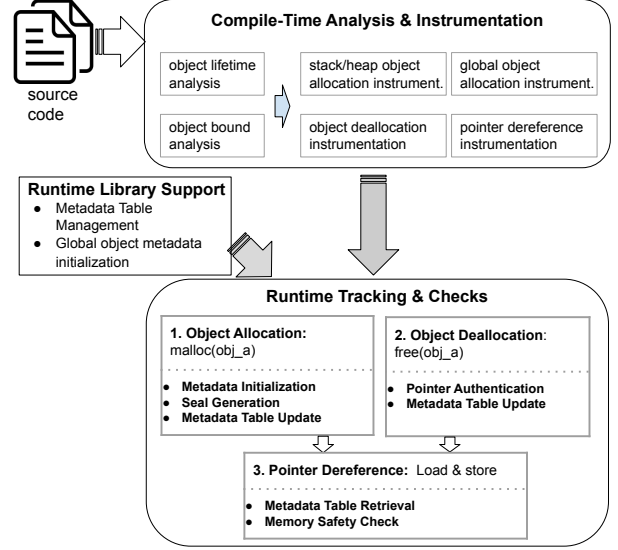 Compile-Time Analysis & Instrumentation
source
code
object lifetime
analysis
stack/heap object
allocation instrument.
global object
allocation instrument.
object bound
analysis
object deallocation
instrumentation
pointer dereference
instrumentation
Runtime Library Support
● Metadata Table
Management
● Global object metadata
initialization
Runtime Tracking & Checks
1. Object Allocation:
malloc(obj_a)
● Metadata Initialization
● Seal Generation
● Metadata Table Update
2. Object Deallocation:
free(obj_a)
● Pointer Authentication
● Metadata Table Update
3. Pointer Dereference: Load & store
● Metadata Table Retrieval
● Memory Safety Check